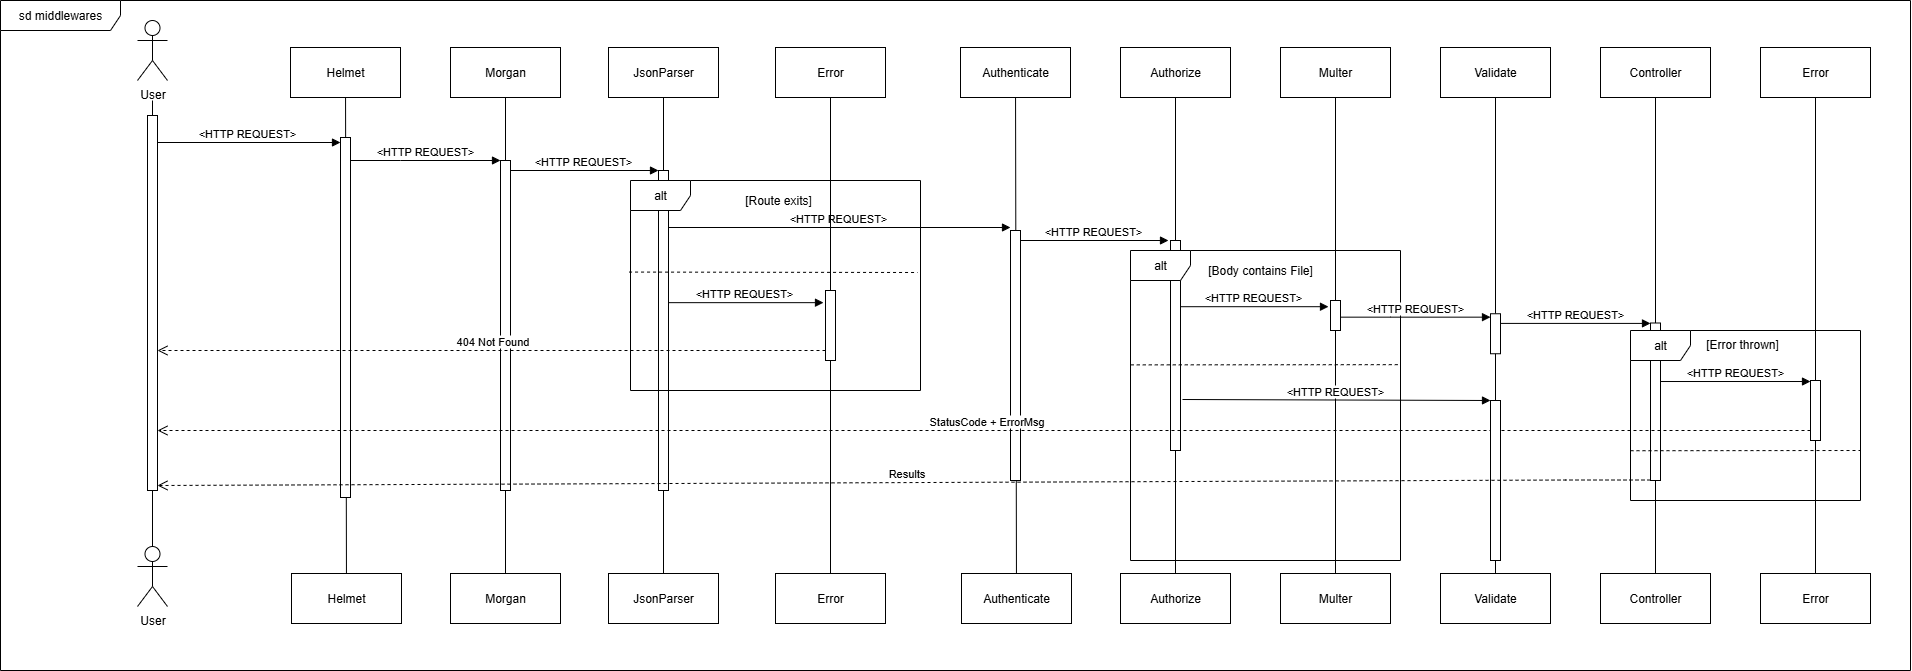 sd middlewares
User
Helmet
Morgan
JsonParser
Error
Authenticate
Authorize
Multer
Validate
Controller
Error
<HTTP REQUEST>
<HTTP REQUEST>
<HTTP REQUEST>
alt
[Route exits]
<HTTP REQUEST>
<HTTP REQUEST>
alt
[Body contains File]
<HTTP REQUEST>
<HTTP REQUEST>
<HTTP REQUEST>
<HTTP REQUEST>
404 Not Found
alt
[Error thrown]
<HTTP REQUEST>
<HTTP REQUEST>
StatusCode + ErrorMsg
Results
User
Helmet
Morgan
JsonParser
Error
Authenticate
Authorize
Multer
Validate
Controller
Error